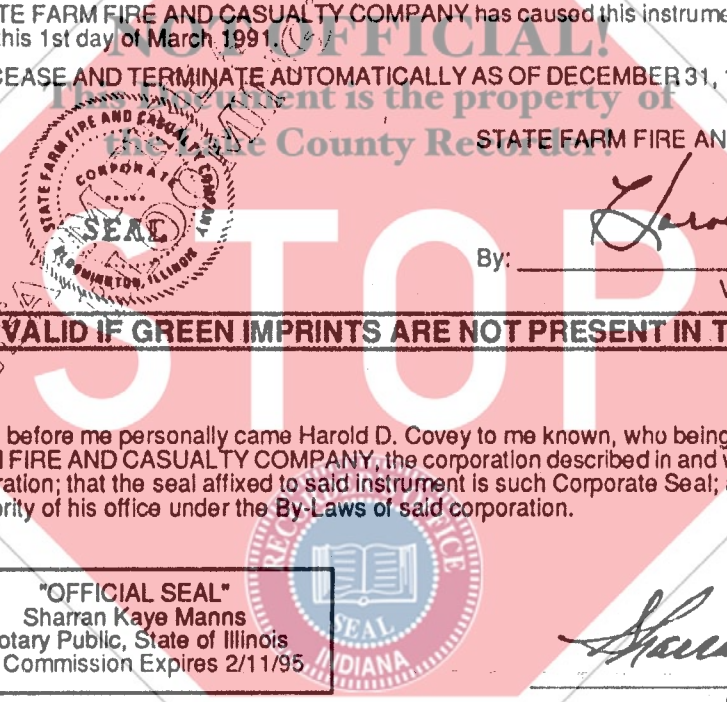 TE FARM FIRE AND CASUALTY COMPANY has caused this instrume
this 1st day of March 1991.
NOT OFFICIAL!
CEASE AND TERMINATE AUTOMATICALLY AS OF DECEMBER 31, 1
This Document is the property of
the Lake County Recorder!
STATE FARM FIRE AND CASUALTY COMPANY
CORPORATE
SEAL
BLOOMINGTON, ILLINOIS
STATE FARM FIRE AN
By:
STOP
VALID IF GREEN IMPRINTS ARE NOT PRESENT IN T
before me personally came Harold D. Covey to me known, who being
FIRE AND CASUALTY COMPANY, the corporation described in and
ration; that the seal affixed to said instrument is such Corporate Seal;
rity of his office under the By-Laws of said corporation.
RECORDER'S OFFICE
SEAL
INDIANA
"OFFICIAL SEAL"
Sharran Kaye Manns
otary Public, State of Illinois
Commission Expires 2/11/95